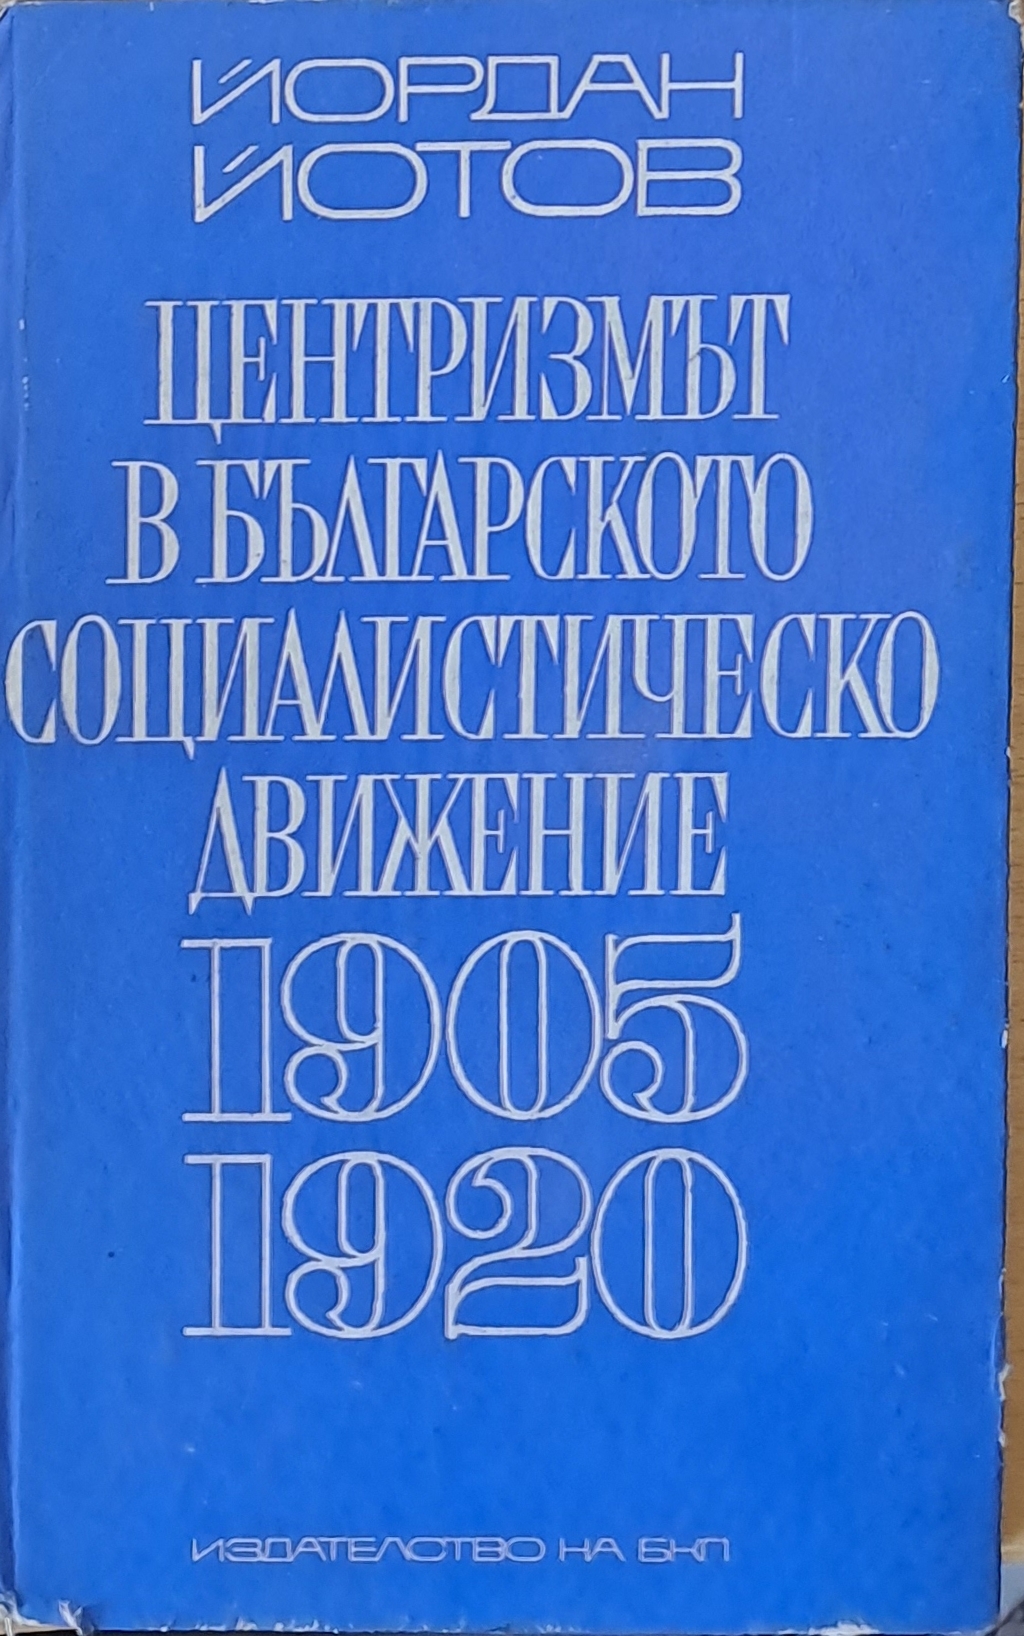 ЙОРДАН
ЙОТОВ
ЦЕНТРИЗМЪТ
В БЪЛГАРСКОТО
СОЦИАЛИСТИЧЕСКО
ДВИЖЕНИЕ
1905
1920
ИЗДАТЕЛСТВО НА БКП